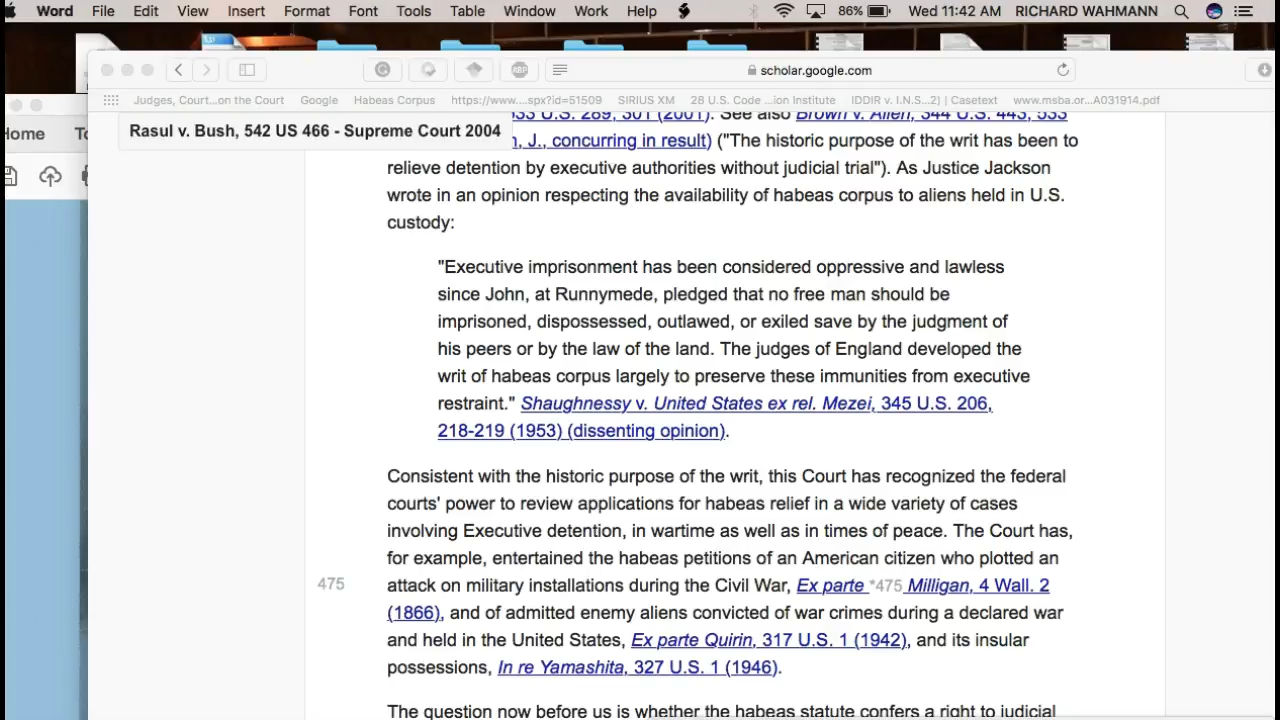 Word File Edit View Insert Format Font Tools Table Window Work Help 86% Wed 11:42 AM RICHARD WAHMANN
scholar.google.com
Judges, Court...on the Court Google Habeas Corpus https://www....spx?id=51509 SIRIUS XM 28 U.S. Code ...ion Institute IDDIR v. I.N.S...2) | Casetext www.msba.or...A031914.pdf
ome
Rasul v. Bush, 542 US 466 - Supreme Court 2004
533 U.S. 289, 301 (2001). See also Brown v. Allen, 344 U.S. 443, 533
n, J., concurring in result) ("The historic purpose of the writ has been to
relieve detention by executive authorities without judicial trial"). As Justice Jackson
wrote in an opinion respecting the availability of habeas corpus to aliens held in U.S.
custody:
"Executive imprisonment has been considered oppressive and lawless
since John, at Runnymede, pledged that no free man should be
imprisoned, dispossessed, outlawed, or exiled save by the judgment of
his peers or by the law of the land. The judges of England developed the
writ of habeas corpus largely to preserve these immunities from executive
restraint." Shaughnessy v. United States ex rel. Mezei, 345 U.S. 206,
218-219 (1953) (dissenting opinion).
Consistent with the historic purpose of the writ, this Court has recognized the federal
courts' power to review applications for habeas relief in a wide variety of cases
involving Executive detention, in wartime as well as in times of peace. The Court has,
for example, entertained the habeas petitions of an American citizen who plotted an
475 attack on military installations during the Civil War, Ex parte *475 Milligan, 4 Wall. 2
(1866), and of admitted enemy aliens convicted of war crimes during a declared war
and held in the United States, Ex parte Quirin, 317 U.S. 1 (1942), and its insular
possessions, In re Yamashita, 327 U.S. 1 (1946).
The question now before us is whether the habeas statute confers a right to judicial